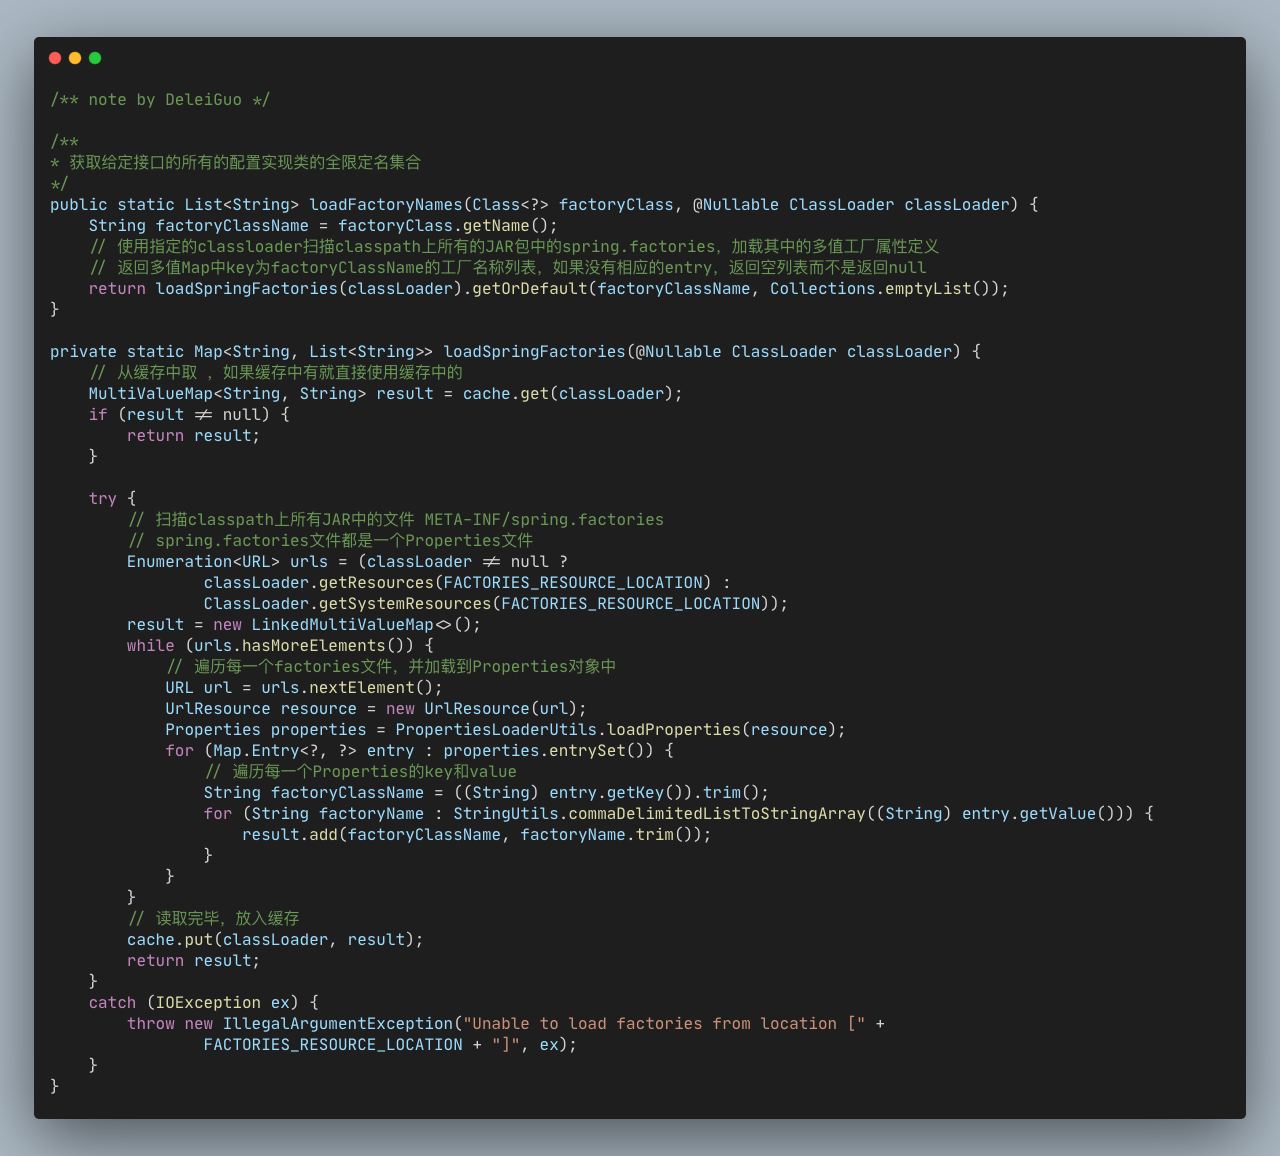 /** note by DeleiGuo */
/**
* 获取给定接口的所有的配置实现类的全限定名集合
*/
public static List<String> loadFactoryNames(Class<?> factoryClass, @Nullable ClassLoader classLoader) {
    String factoryClassName = factoryClass.getName();
    // 使用指定的classloader扫描classpath上所有的JAR包中的spring.factories，加载其中的多值工厂属性定义
    // 返回多值Map中key为factoryClassName的工厂名称列表，如果没有相应的entry，返回空列表而不是返回null
    return loadSpringFactories(classLoader).getOrDefault(factoryClassName, Collections.emptyList());
}
private static Map<String, List<String>> loadSpringFactories(@Nullable ClassLoader classLoader) {
    // 从缓存中取 ，如果缓存中有就直接使用缓存中的
    MultiValueMap<String, String> result = cache.get(classLoader);
    if (result != null) {
        return result;
    }
    try {
        // 扫描classpath上所有JAR中的文件 META-INF/spring.factories
        // spring.factories文件都是一个Properties文件
        Enumeration<URL> urls = (classLoader != null ?
                classLoader.getResources(FACTORIES_RESOURCE_LOCATION) :
                ClassLoader.getSystemResources(FACTORIES_RESOURCE_LOCATION));
        result = new LinkedMultiValueMap<>();
        while (urls.hasMoreElements()) {
            // 遍历每一个factories文件，并加载到Properties对象中
            URL url = urls.nextElement();
            UrlResource resource = new UrlResource(url);
            Properties properties = PropertiesLoaderUtils.loadProperties(resource);
            for (Map.Entry<?, ?> entry : properties.entrySet()) {
                // 遍历每一个Properties的key和value
                String factoryClassName = ((String) entry.getKey()).trim();
                for (String factoryName : StringUtils.commaDelimitedListToStringArray((String) entry.getValue())) {
                    result.add(factoryClassName, factoryName.trim());
                }
            }
        }
        // 读取完毕，放入缓存
        cache.put(classLoader, result);
        return result;
    }
    catch (IOException ex) {
        throw new IllegalArgumentException("Unable to load factories from location [" +
                FACTORIES_RESOURCE_LOCATION + "]", ex);
    }
}